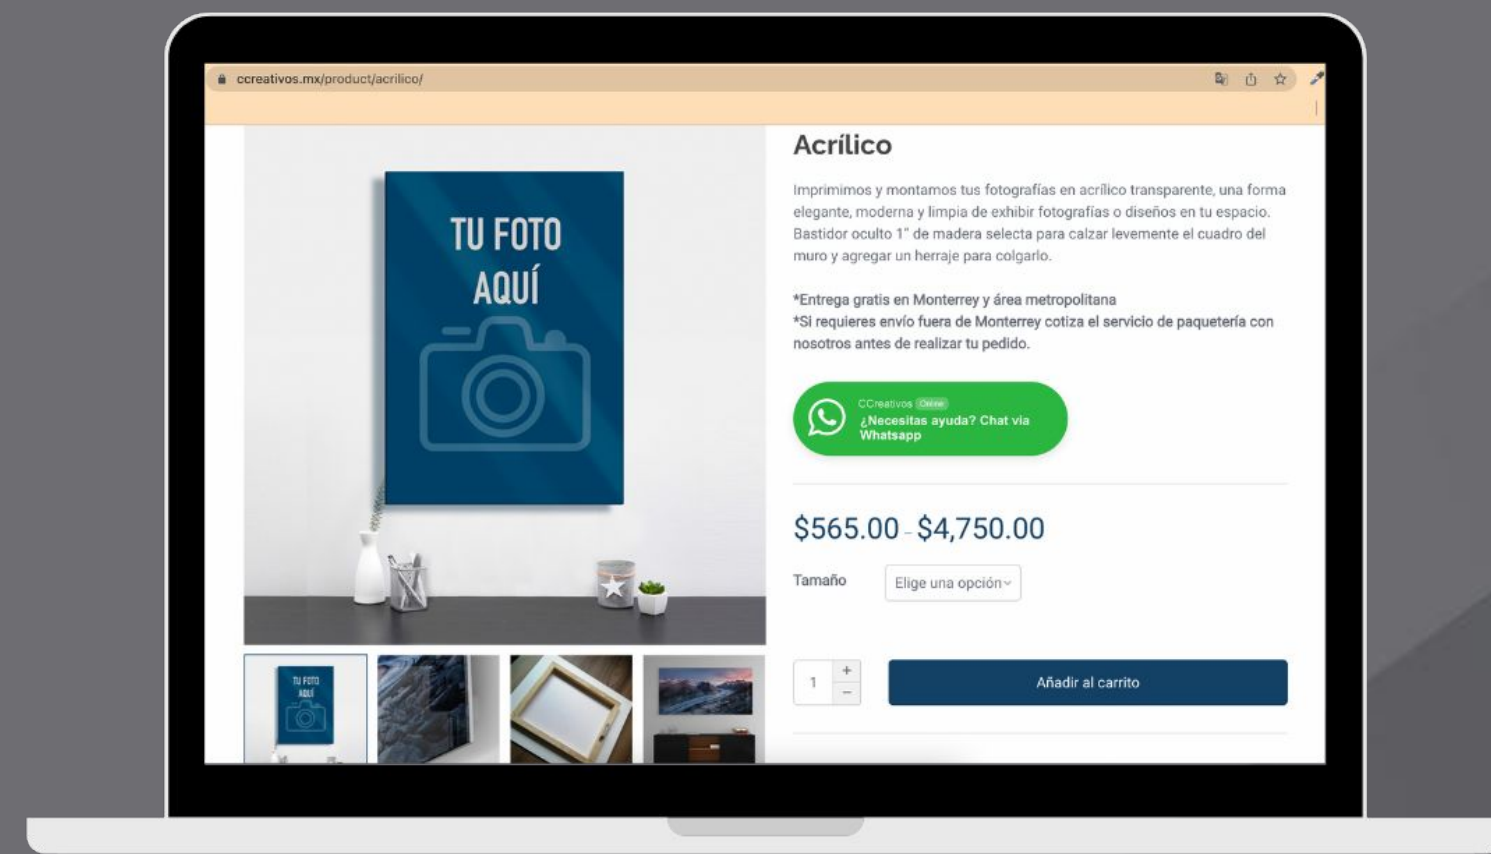 ccreativos.mx/product/acrilico/
TU FOTO
AQUÍ
TU FOTO
AQUÍ
Acrílico
Imprimimos y montamos tus fotografías en acrílico transparente, una forma
elegante, moderna y limpia de exhibir fotografías o diseños en tu espacio.
Bastidor oculto 1" de madera selecta para calzar levemente el cuadro del
muro y agregar un herraje para colgarlo.
*Entrega gratis en Monterrey y área metropolitana
*Si requieres envío fuera de Monterrey cotiza el servicio de paquetería con
nosotros antes de realizar tu pedido.
CCreativos Online
¿Necesitas ayuda? Chat via
Whatsapp
$565.00 - $4,750.00
Tamaño Elige una opción
1 + −
Añadir al carrito